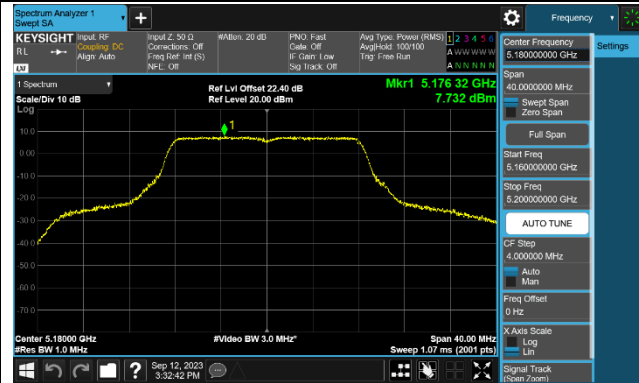 Spectrum Analyzer 1
Swept SA
Frequency
KEYSIGHT
RL
LXI
Input: RF
Coupling: DC
Align: Auto
Input Z: 50 Ω
Corrections: Off
Freq Ref: Int (S)
NFE: Off
#Atten: 20 dB
PNO: Fast
Gate: Off
IF Gain: Low
Sig Track: Off
Avg Type: Power (RMS)
Avg|Hold: 100/100
Trig: Free Run
1 2 3 4 5 6
A W W W W W
A N N N N N
1 Spectrum
Scale/Div 10 dB
Log
Ref Lvl Offset 22.40 dB
Ref Level 20.00 dBm
Mkr1 5.176 32 GHz
7.732 dBm
1
10.0
0.00
-10.0
-20.0
-30.0
-40.0
-50.0
-60.0
-70.0
Center 5.18000 GHz
#Res BW 1.0 MHz
#Video BW 3.0 MHz*
Span 40.00 MHz
Sweep 1.07 ms (2001 pts)
?
Sep 12, 2023
3:32:42 PM
Center Frequency
5.180000000 GHz
Settings
Span
40.0000000 MHz
Swept Span
Zero Span
Full Span
Start Freq
5.160000000 GHz
Stop Freq
5.200000000 GHz
AUTO TUNE
CF Step
4.000000 MHz
Auto
Man
Freq Offset
0 Hz
X Axis Scale
Log
Lin
Signal Track
(Span Zoom)